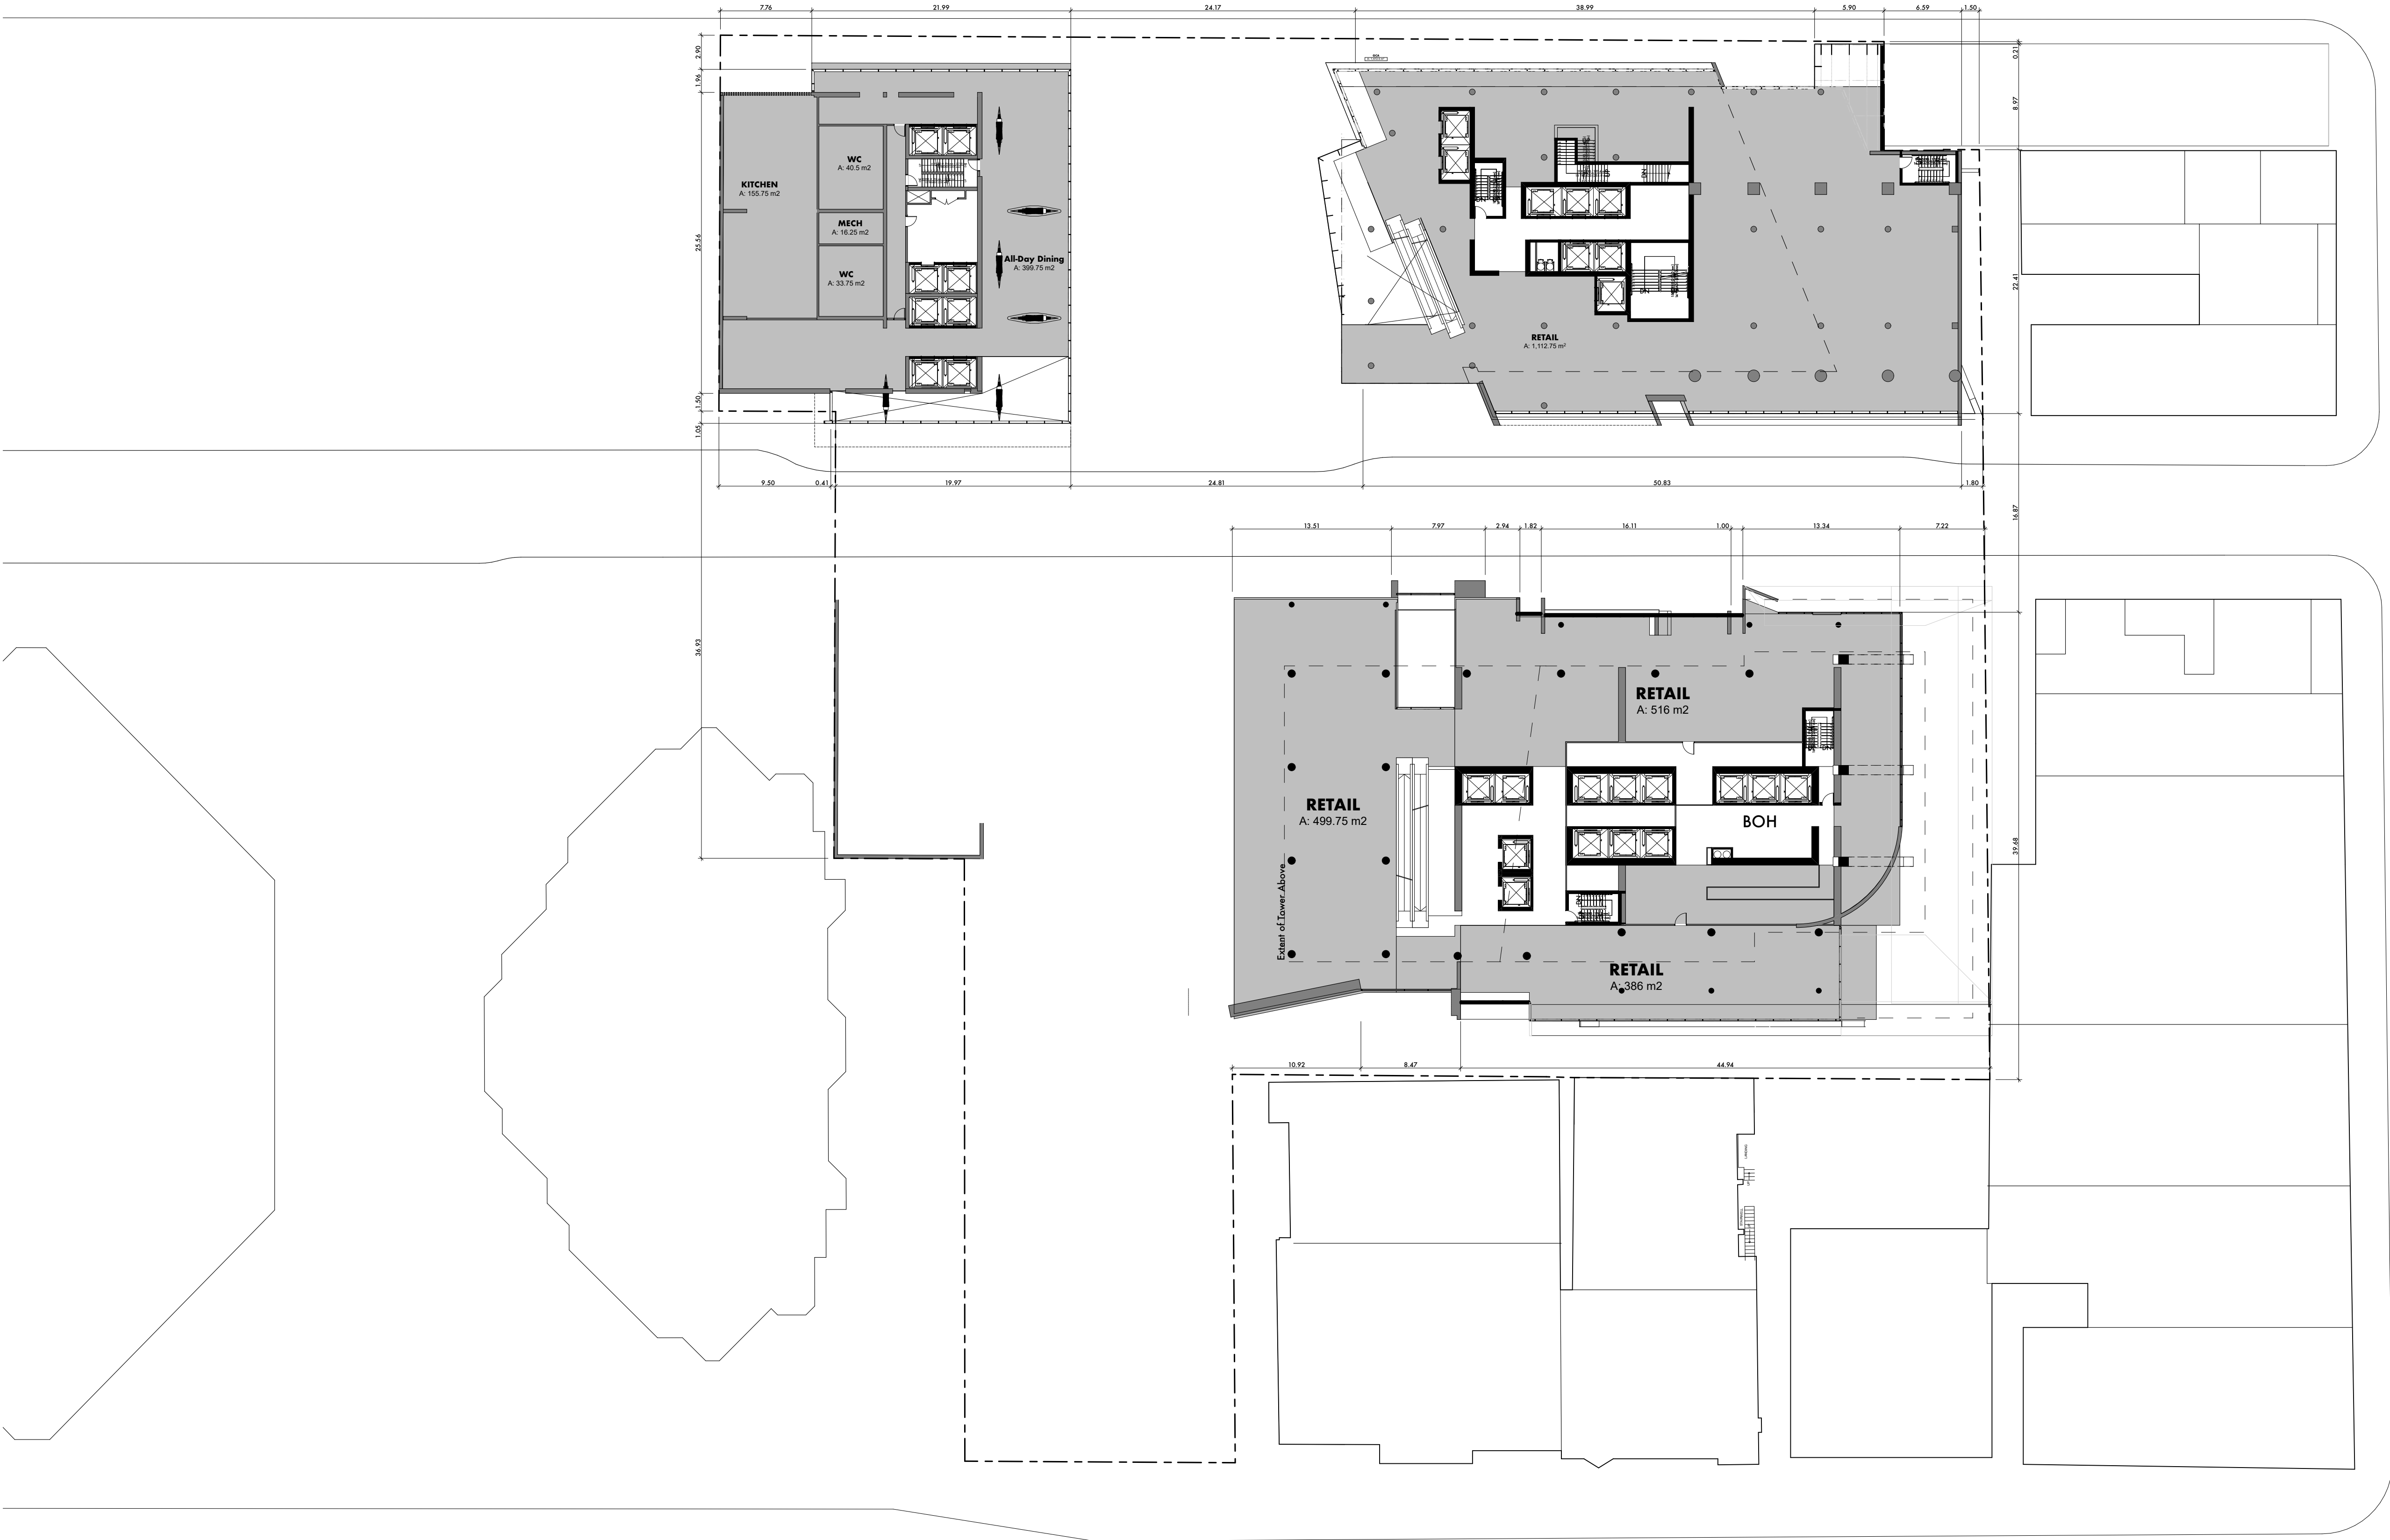 7.76
21.99
24.17
38.99
5.90
6.59
1.50
2.90
1.96
25.56
1.50
1.05
36.93
0.21
8.97
22.41
16.87
39.68
KITCHEN
A: 155.75 m2
WC
A: 40.5 m2
MECH
A: 16.25 m2
WC
A: 33.75 m2
All-Day Dining
A: 399.75 m2
RETAIL
A: 1,112.75 m²
DN
DN
9.50
0.41
19.97
24.81
50.83
1.80
13.51
7.97
2.94
1.82
16.11
1.00
13.34
7.22
RETAIL
A: 516 m2
RETAIL
A: 499.75 m2
BOH
Extent of Tower Above
DN
RETAIL
A: 386 m2
10.92
8.47
44.94